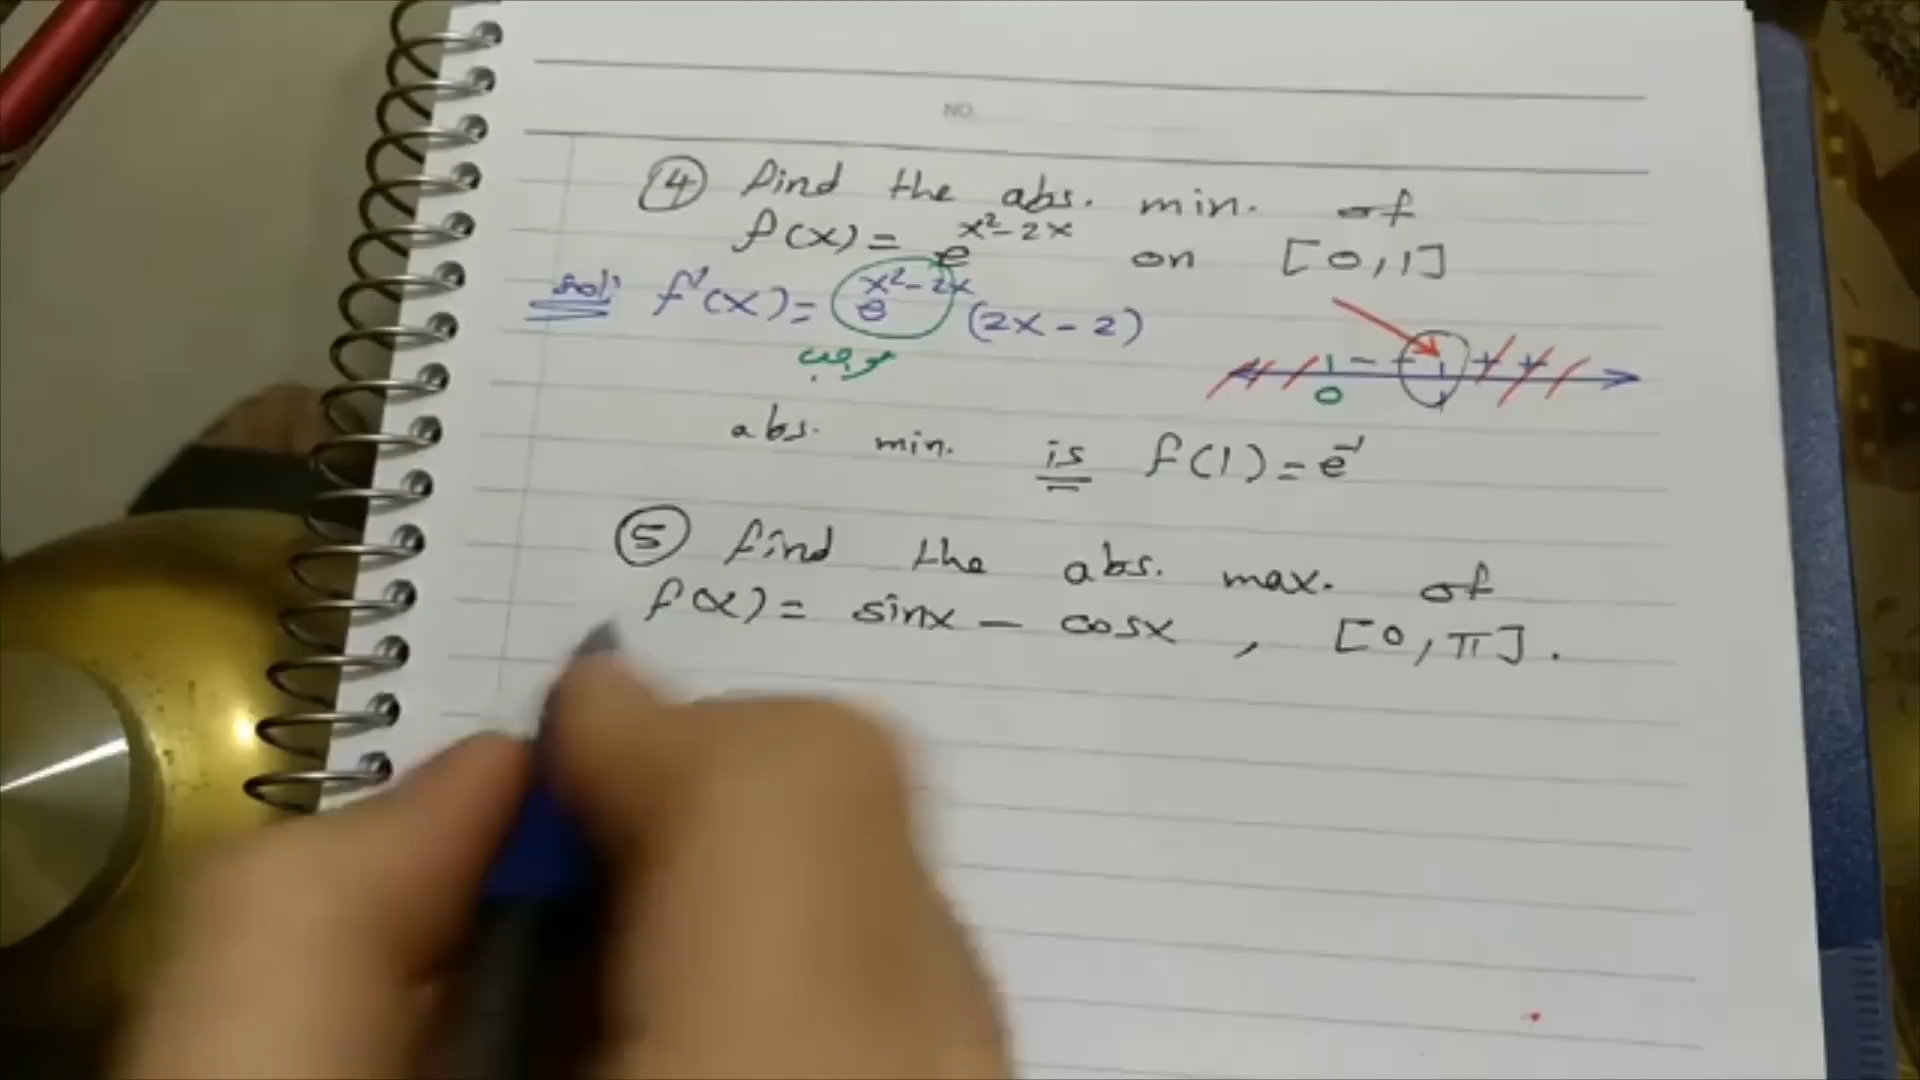 NO.
④ find the abs. min. of
f(x) = e^{x²-2x} on [0,1]
sol: f'(x) = e^{x²-2x} (2x-2)
موجب
- - + +
0 1
abs. min. is f(1) = e^{-1}
⑤ find the abs. max. of
f(x) = sinx - cosx , [0,π].